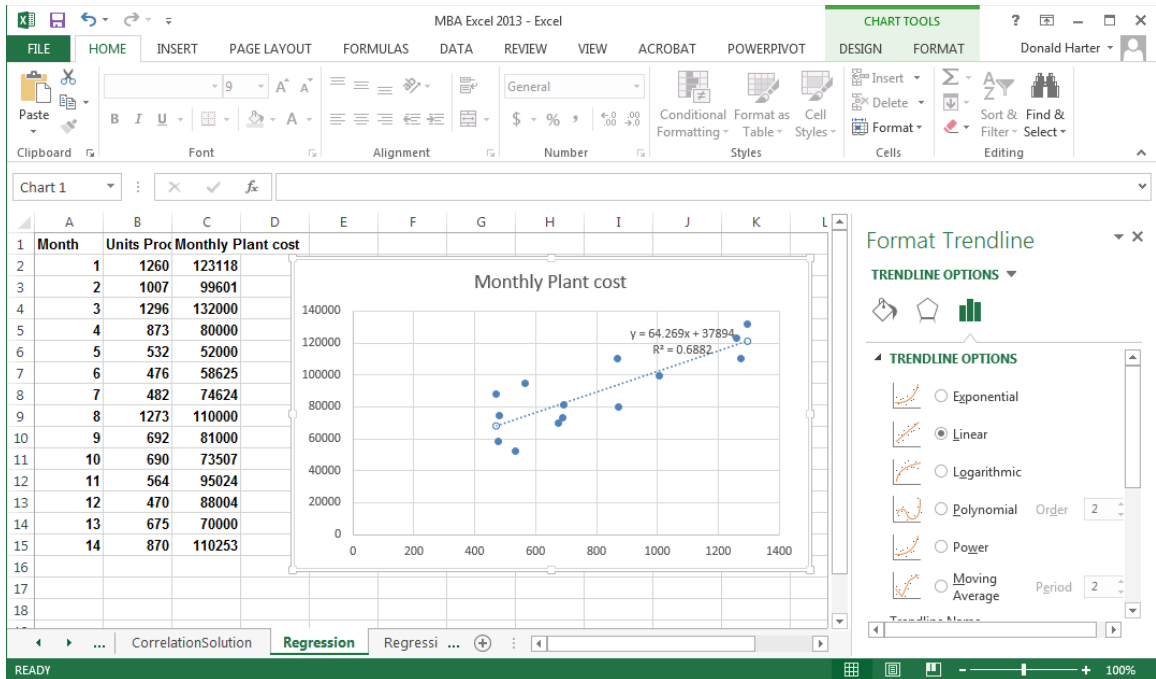 MBA Excel 2013 - Excel
CHART TOOLS
?
FILE HOME INSERT PAGE LAYOUT FORMULAS DATA REVIEW VIEW ACROBAT POWERPIVOT DESIGN FORMAT Donald Harter
Paste
Clipboard
9 A A
B I U A
Font
Alignment
General
$ % , .0 .00 .00 .0
Number
Conditional Formatting
Format as Table
Cell Styles
Styles
Insert
Delete
Format
Cells
Σ
Sort & Filter
Find & Select
Editing
Chart 1 fx
A B C D E F G H I J K L
1 Month Units Proc Monthly Plant cost
2 1 1260 123118
3 2 1007 99601
4 3 1296 132000
5 4 873 80000
6 5 532 52000
7 6 476 58625
8 7 482 74624
9 8 1273 110000
10 9 692 81000
11 10 690 73507
12 11 564 95024
13 12 470 88004
14 13 675 70000
15 14 870 110253
16
17
18
Monthly Plant cost
140000
120000
100000
80000
60000
40000
20000
0
y = 64.269x + 37894
R² = 0.6882
0 200 400 600 800 1000 1200 1400
Format Trendline
TRENDLINE OPTIONS
TRENDLINE OPTIONS
Exponential
Linear
Logarithmic
Polynomial Order 2
Power
Moving Average Period 2
... CorrelationSolution Regression Regressi ...
READY
100%